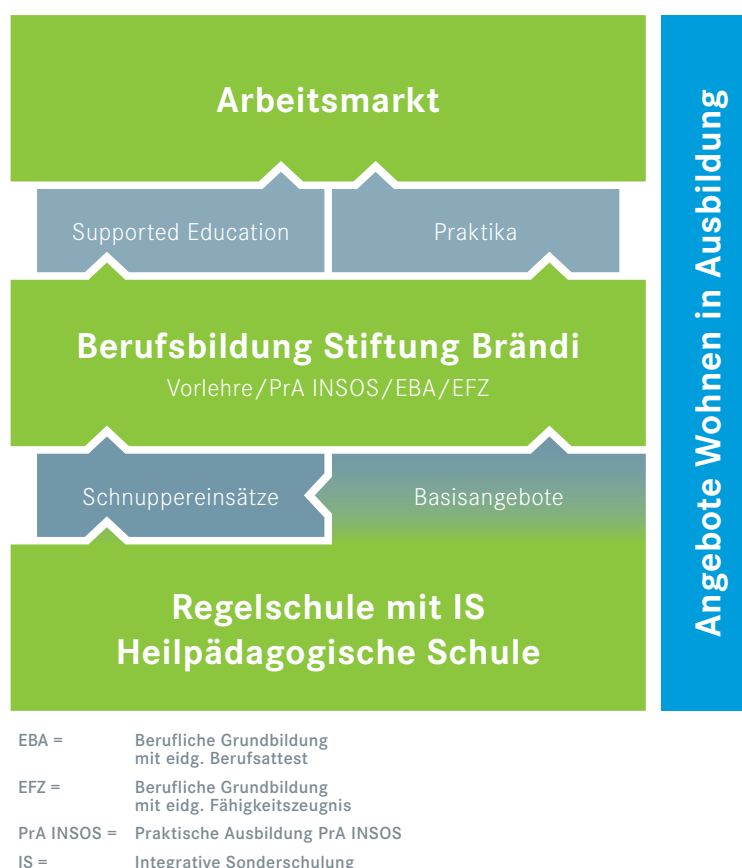 Arbeitsmarkt
Supported Education
Praktika
Berufsbildung Stiftung Brändi
Vorlehre/PrA INSOS/EBA/EFZ
Schnuppereinsätze
Basisangebote
Regelschule mit IS
Heilpädagogische Schule
Angebote Wohnen in Ausbildung
EBA = Berufliche Grundbildung
mit eidg. Berufsattest
EFZ = Berufliche Grundbildung
mit eidg. Fähigkeitszeugnis
PrA INSOS = Praktische Ausbildung PrA INSOS
IS = Integrative Sonderschulung